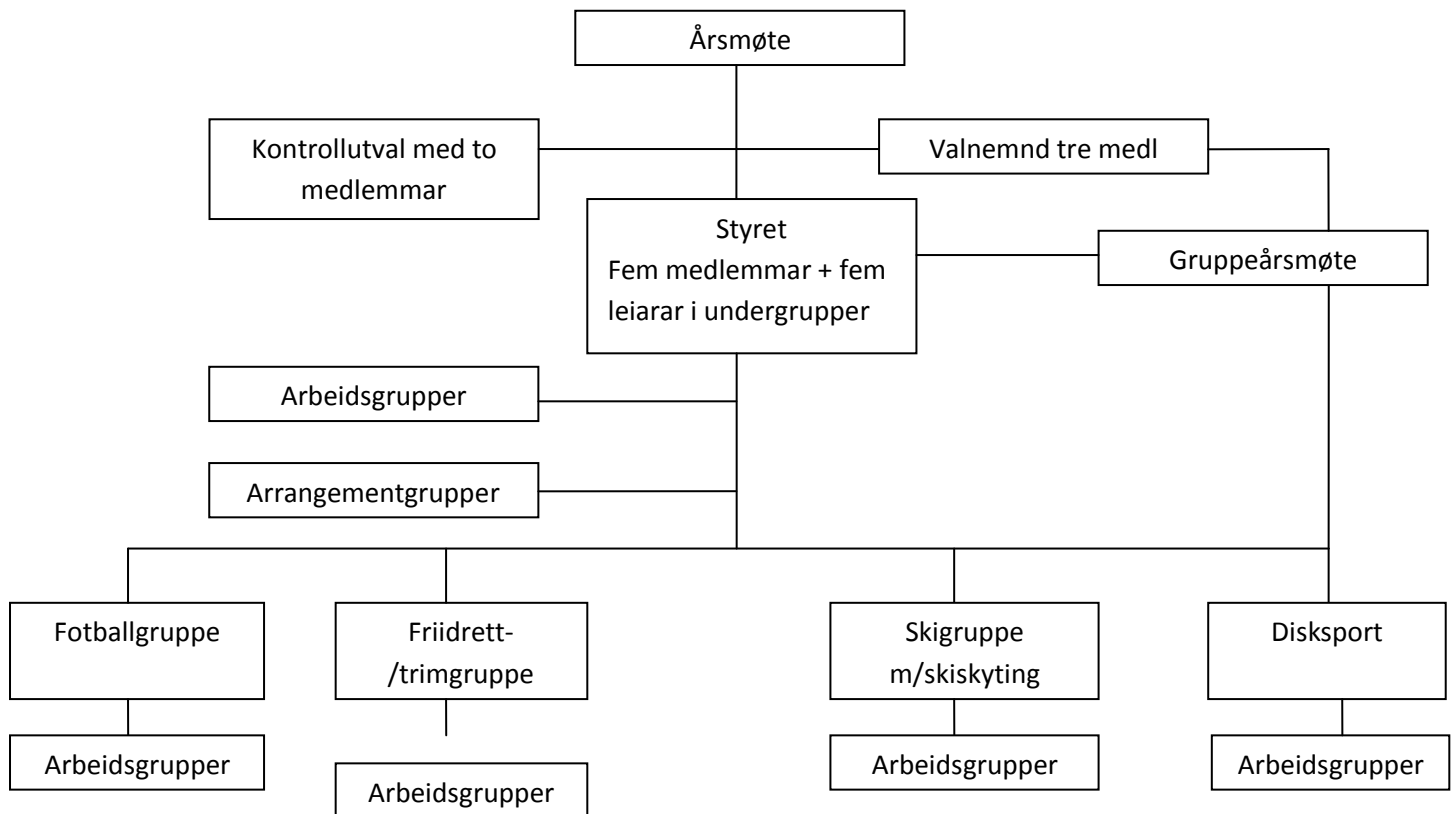 Årsmøte
Kontrollutval med to
medlemmar
Valnemnd tre medl
Styret
Fem medlemmar + fem
leiarar i undergrupper
Gruppeårsmøte
Arbeidsgrupper
Arrangementgrupper
Fotballgruppe
Friidrett-
/trimgruppe
Skigruppe
m/skiskyting
Disksport
Arbeidsgrupper
Arbeidsgrupper
Arbeidsgrupper
Arbeidsgrupper